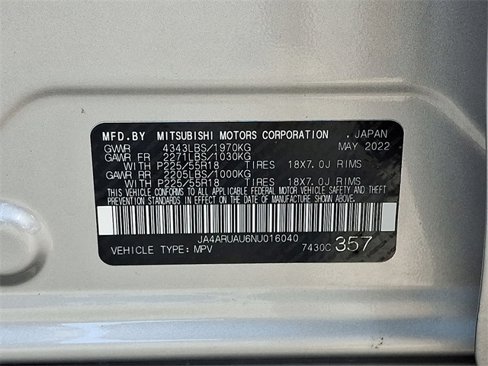 MFD.BY MITSUBISHI MOTORS CORPORATION . JAPAN
GVWR 4343LBS/1970KG MAY 2022
GAWR FR 2271LBS/1030KG
WITH P225/55R18 TIRES 18X7.0J RIMS
GAWR RR 2205LBS/1000KG
WITH P225/55R18 TIRES 18X7.0J RIMS
THIS VEHICLE CONFORMS TO ALL APPLICABLE FEDERAL MOTOR VEHICLE SAFETY AND
THEFT PREVENTION STANDARDS IN EFFECT ON THE DATE OF MANUFACTURE SHOWN ABOVE.
JA4ARUAU6NU016040
VEHICLE TYPE: MPV 7430C 357